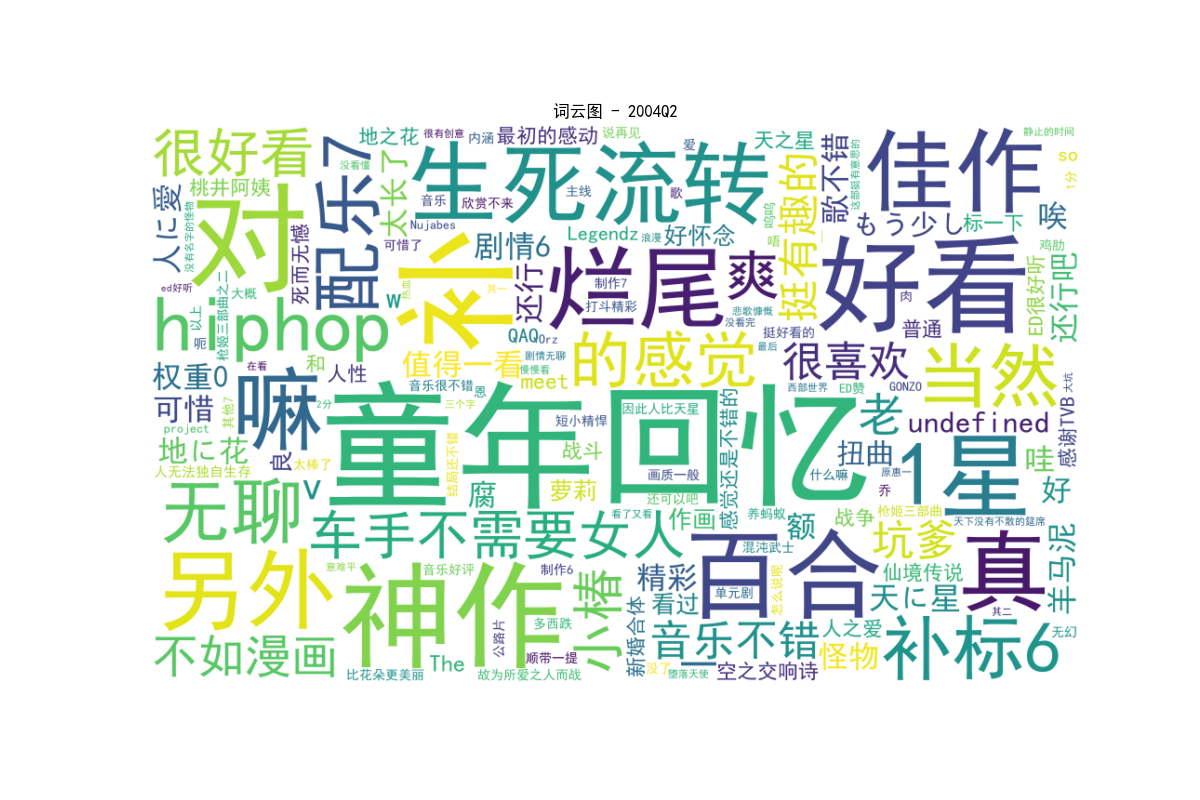 词云图 - 2004Q2
很好看
地之花
很有创意
内涵
最初的感动
说再见
爱
天之星
佳作
静止的时间
so
1分
桃井阿姨
没看懂
太长了
生死流转
主线
歌
音乐
欣赏不来
Nujabes
可惜了
呜呜
挺有趣的
歌不错
这部挺有意思的
もう少し
标一下
唉
人に愛
没有名字的怪物
对
死而无憾
配乐7
补
剧情6
Legendz
浪漫
好怀念
好看
鸡肋
ED很好听
还行吧
ed好听
大概
枪姬三部曲之二
w
热血
其一
还行
烂尾
制作7
打斗精彩
爽
悲歌慷慨
没看完
肉
hiphop
以上
呃
QAQ
Orz
挺好看的
普通
在看
和
人性
值得一看
剧情无聊
慢慢看
meet
的感觉
最后
很喜欢
当然
权重0
嘛
音乐很不错
恩
西部世界
ED赞
GONZO
大坑
可惜
其他7
project
2分
三个字
童年回忆
短小精悍
因此人比天星
老
undefined
感谢TVB
地に花
良
太棒了
人无法独自生存
结局还不错
战斗
画质一般
感觉还是不错的
什么嘛
扭曲
原惠一
1星
哇
无聊
v
腐
萝莉
还可以吧
乔
好
车手不需要女人
看了又看
作画
养蚂蚁
额
战争
枪姬三部曲
天下没有不散的筵席
坑爹
混沌武士
另外
意难平
音乐好评
制作6
精彩
百合
单元剧
怎么说呢
仙境传说
真
羊马泥
神作
小椿
看过
天に星
其二
多西跌
新婚合体
音乐不错
人之爱
补标6
无幻
不如漫画
The
公路片
顺带一提
没了
堕落天使
一
空之交响诗
怪物
比花朵更美丽
故为所爱之人而战